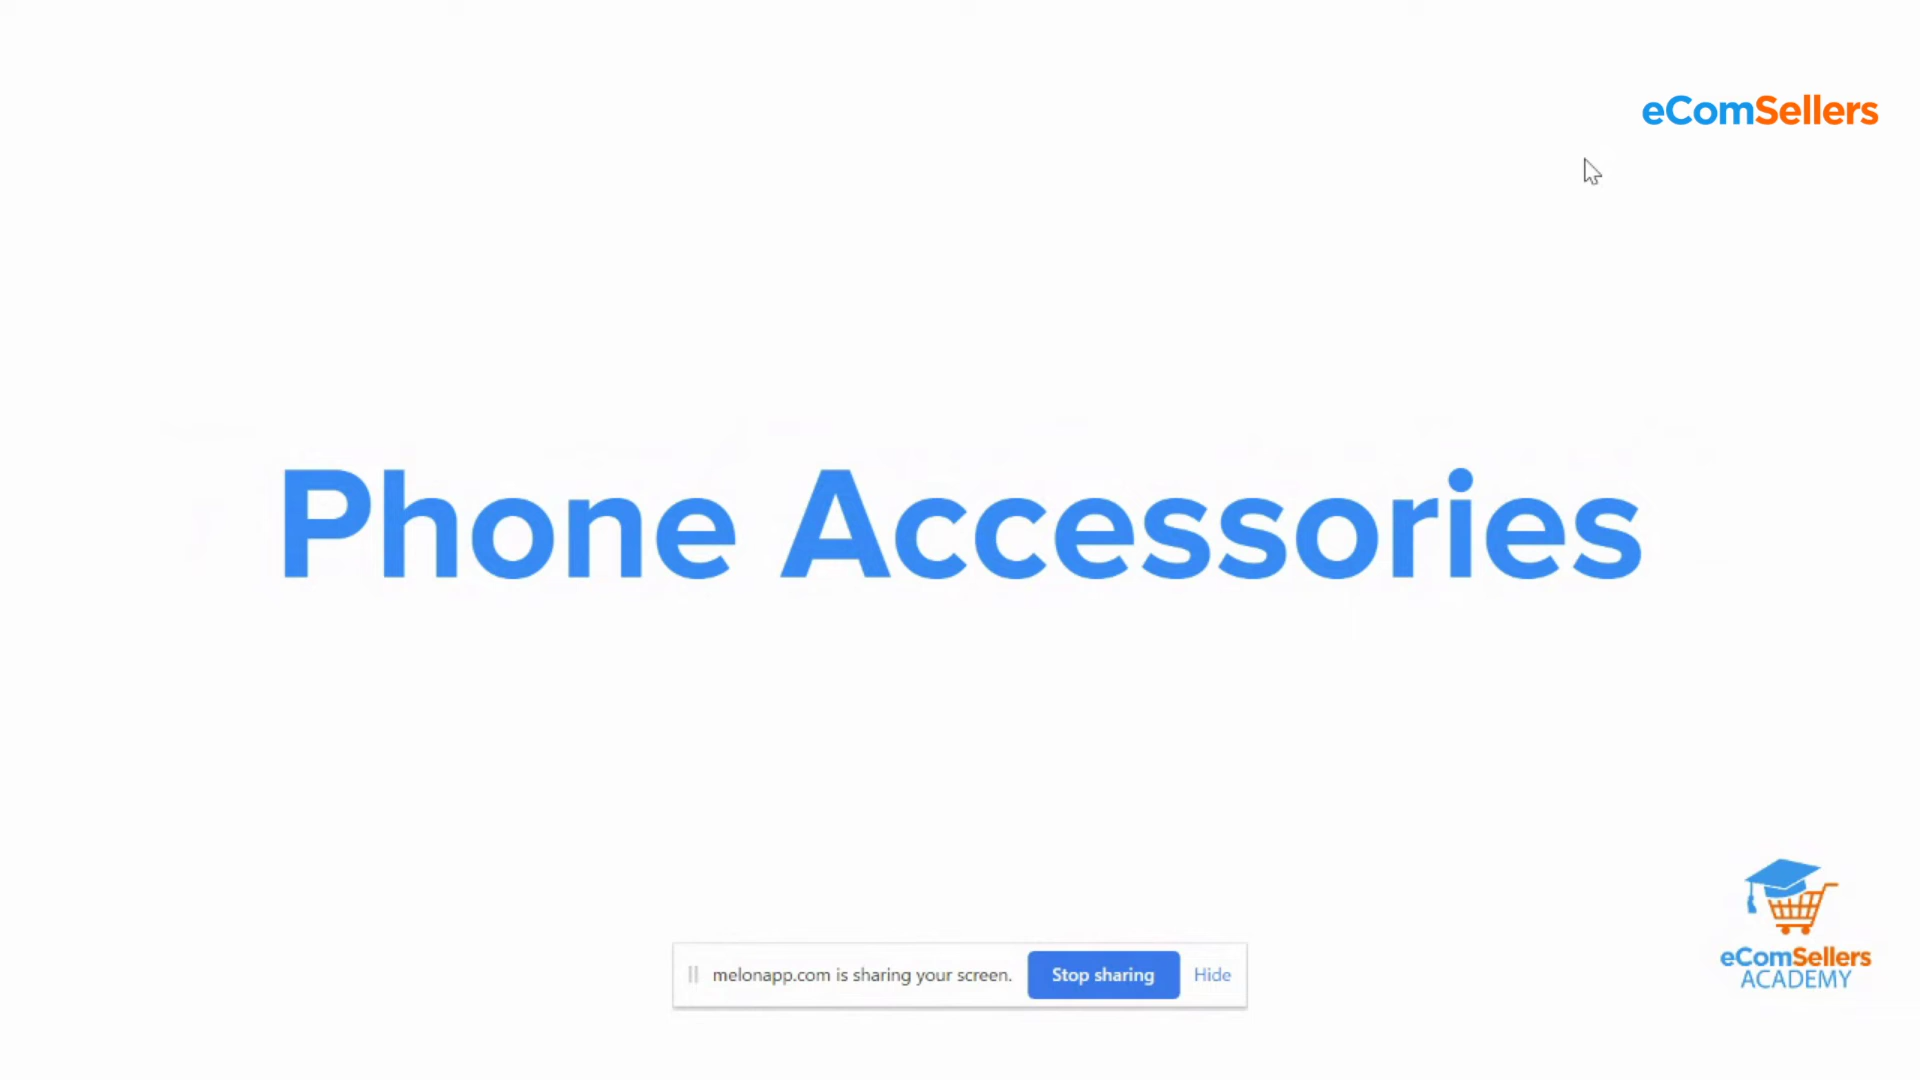 eComSellers
Phone Accessories
melonapp.com is sharing your screen. Stop sharing Hide
eComSellers
ACADEMY